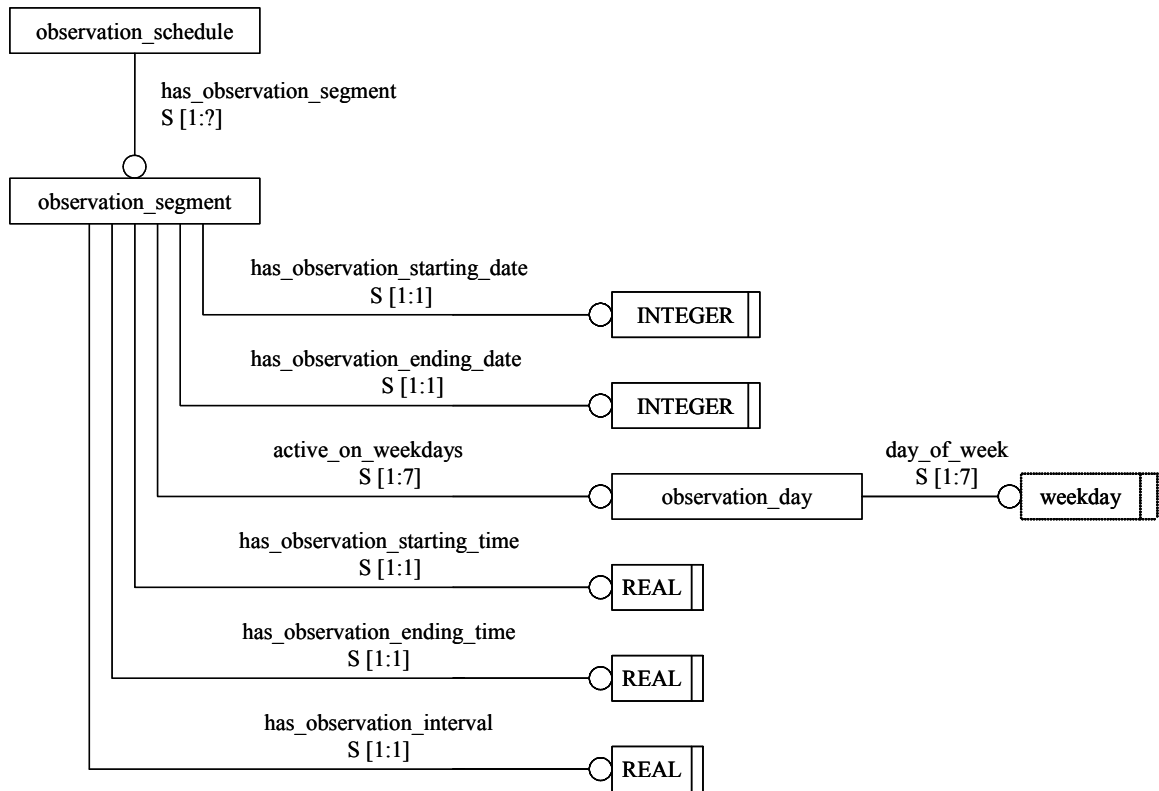 observation_schedule
has_observation_segment
S [1:?]
observation_segment
has_observation_starting_date
S [1:1]
INTEGER
has_observation_ending_date
S [1:1]
INTEGER
active_on_weekdays
S [1:7]
observation_day
day_of_week
S [1:7]
weekday
has_observation_starting_time
S [1:1]
REAL
has_observation_ending_time
S [1:1]
REAL
has_observation_interval
S [1:1]
REAL